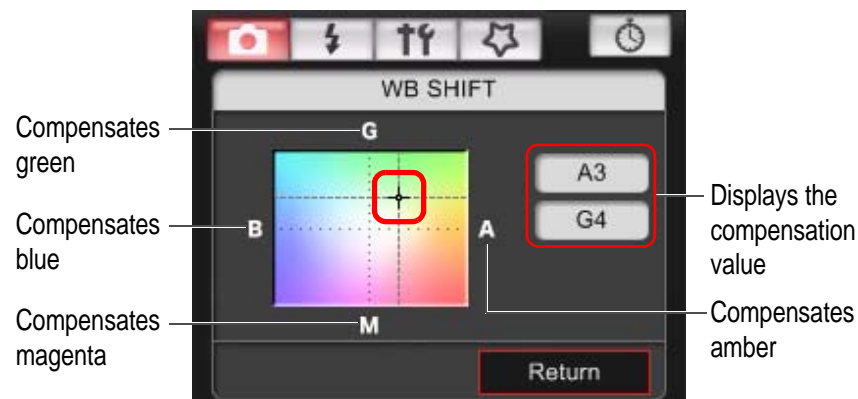 WB SHIFT
Compensates
green
G
A3
G4
Displays the
compensation
value
Compensates
blue
B
A
Compensates
magenta
M
Compensates
amber
Return